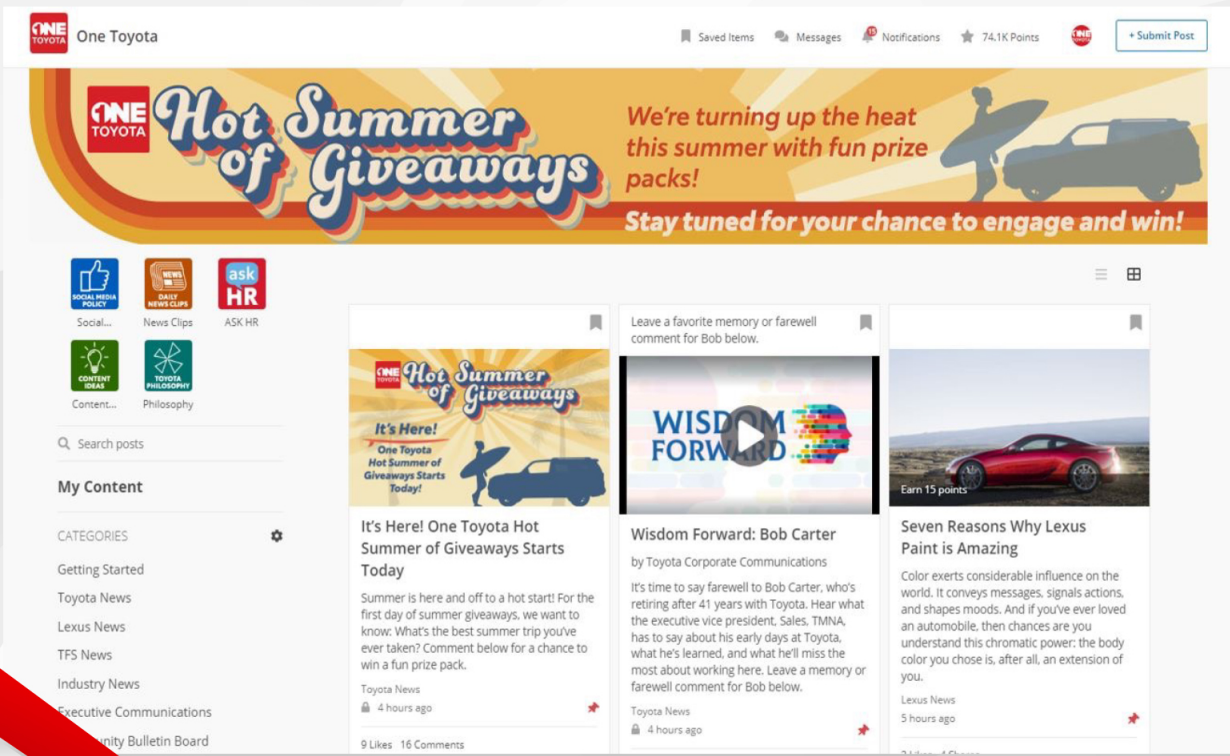 ONE
TOYOTA
One Toyota
Saved Items
Messages
15
Notifications
74.1K Points
ONE
TOYOTA
+ Submit Post
ONE
TOYOTA
Hot Summer
of Giveaways
We're turning up the heat
this summer with fun prize
packs!
Stay tuned for your chance to engage and win!
SOCIAL MEDIA
POLICY
Social...
NEWS
DAILY
NEWS CLIPS
News Clips
ask
HR
ASK HR
CONTENT
IDEAS
Content...
TOYOTA
PHILOSOPHY
Philosophy
Search posts
My Content
CATEGORIES
Getting Started
Toyota News
Lexus News
TFS News
Industry News
Executive Communications
unity Bulletin Board
ONE
TOYOTA
Hot Summer
of Giveaways
It's Here!
One Toyota
Hot Summer of
Giveaways Starts
Today!
It's Here! One Toyota Hot
Summer of Giveaways Starts
Today
Summer is here and off to a hot start! For the
first day of summer giveaways, we want to
know: What's the best summer trip you've
ever taken? Comment below for a chance to
win a fun prize pack.
Toyota News
4 hours ago
9 Likes 16 Comments
Leave a favorite memory or farewell
comment for Bob below.
WISDOM
FORWARD
Wisdom Forward: Bob Carter
by Toyota Corporate Communications
It's time to say farewell to Bob Carter, who's
retiring after 41 years with Toyota. Hear what
the executive vice president, Sales, TMNA,
has to say about his early days at Toyota,
what he's learned, and what he'll miss the
most about working here. Leave a memory or
farewell comment for Bob below.
Toyota News
4 hours ago
Earn 15 points
Seven Reasons Why Lexus
Paint is Amazing
Color exerts considerable influence on the
world. It conveys messages, signals actions,
and shapes moods. And if you've ever loved
an automobile, then chances are you
understand this chromatic power: the body
color you chose is, after all, an extension of
you.
Lexus News
5 hours ago